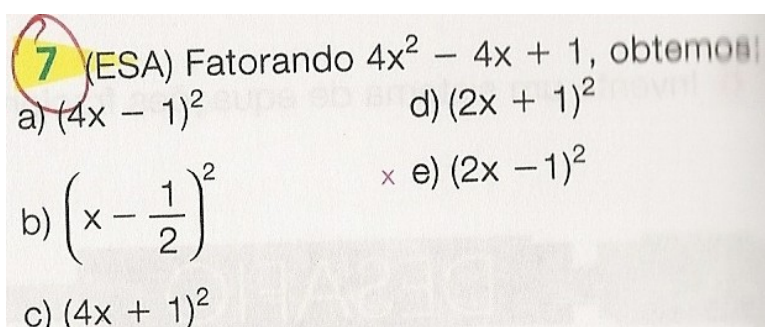 7 (ESA) Fatorando 4x² – 4x + 1, obtemos:
a) (4x – 1)²
b) (x – 1/2)²
c) (4x + 1)²
d) (2x + 1)²
x e) (2x – 1)²